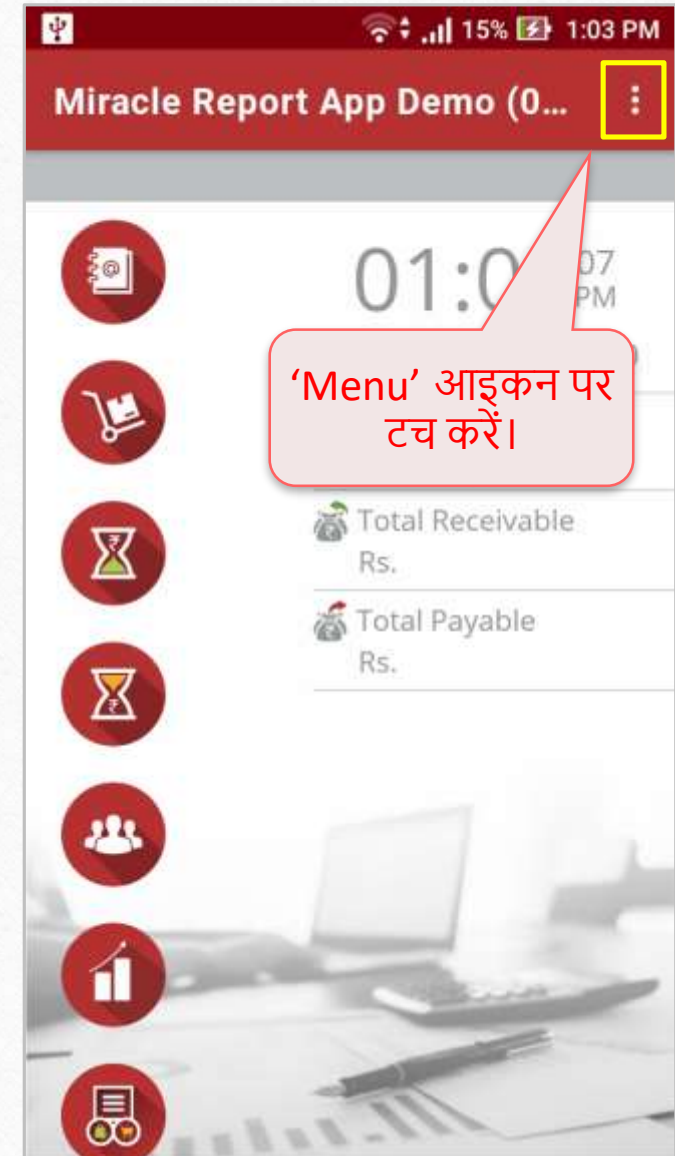 15% 1:03 PM
Miracle Report App Demo (0...
01:0 07
PM
‘Menu’ आइकन पर
टच करें।
Total Receivable
Rs.
Total Payable
Rs.